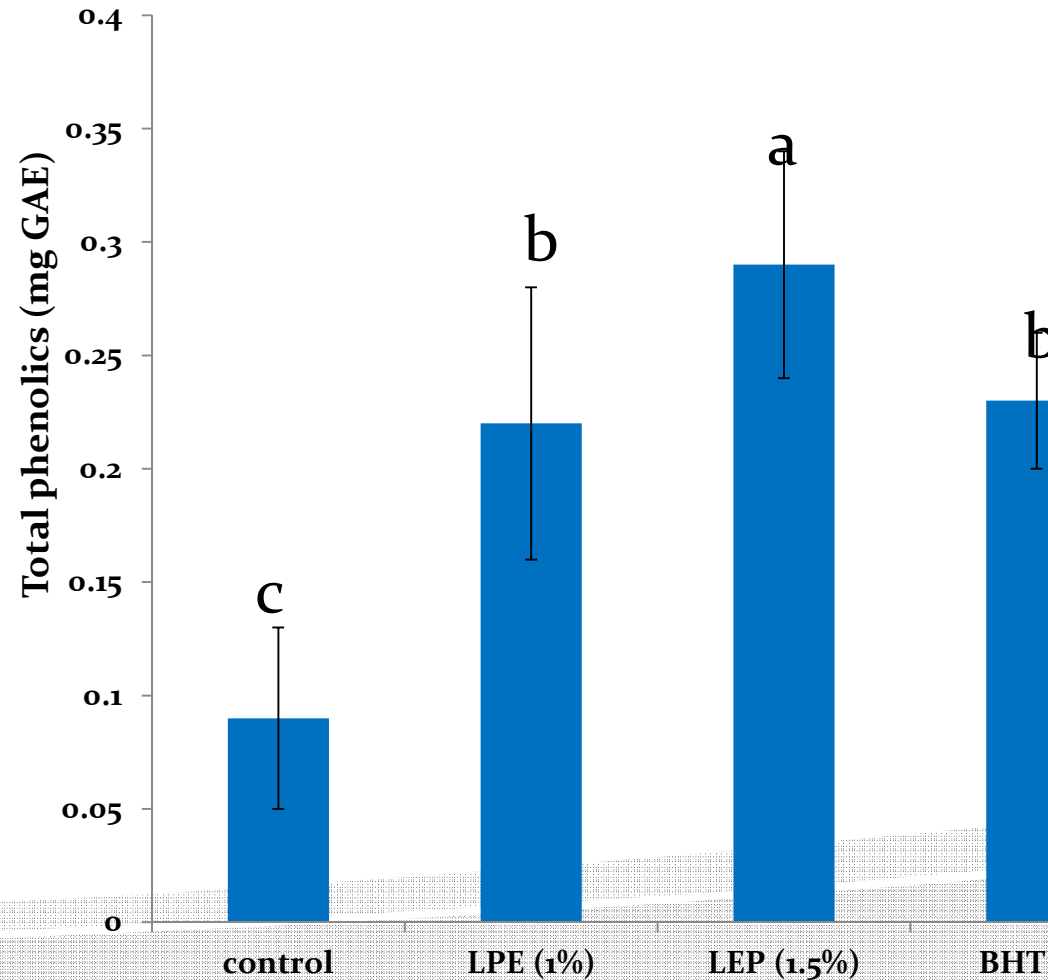 Total phenolics (mg GAE)
0.4
0.35
0.3
0.25
0.2
0.15
0.1
0.05
0
c
b
a
b
control
LPE (1%)
LEP (1.5%)
BHT